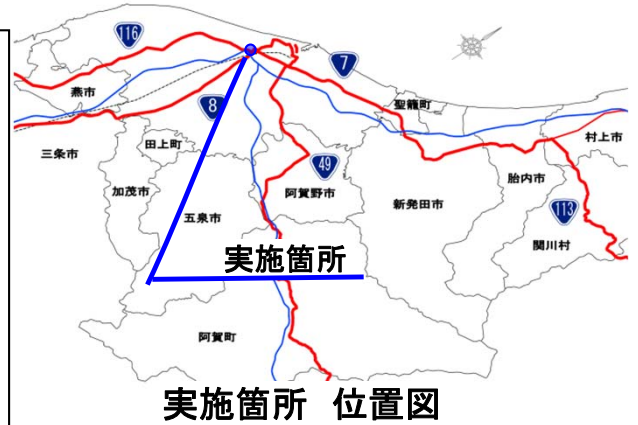 116
7
燕市
8
聖籠町
三条市
田上町
村上市
加茂市
49
阿賀野市
胎内市
五泉市
新発田市
113
関川村
実施箇所
阿賀町
実施箇所 位置図